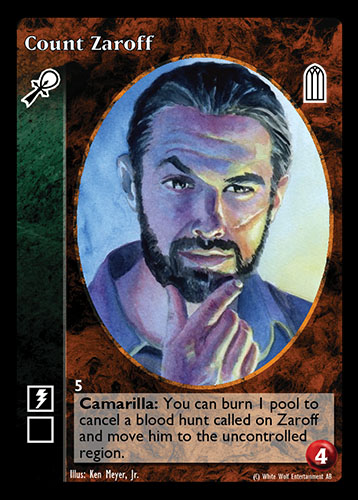 Count Zaroff
5
Camarilla: You can burn 1 pool to
cancel a blood hunt called on Zaroff
and move him to the uncontrolled
region.
4
Illus: Ken Meyer, Jr.
(C) White Wolf Entertainment AB